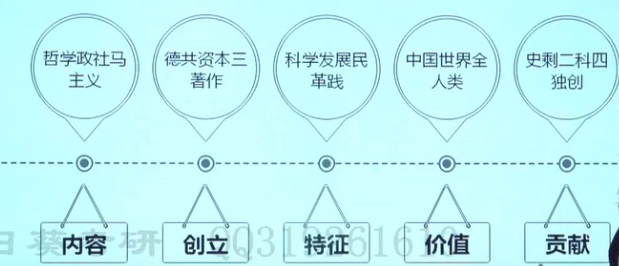 哲学政社马
主义
德共资本三
著作
科学发展民
革践
中国世界全
人类
史剩二科四
独创
内容
创立
特征
价值
贡献